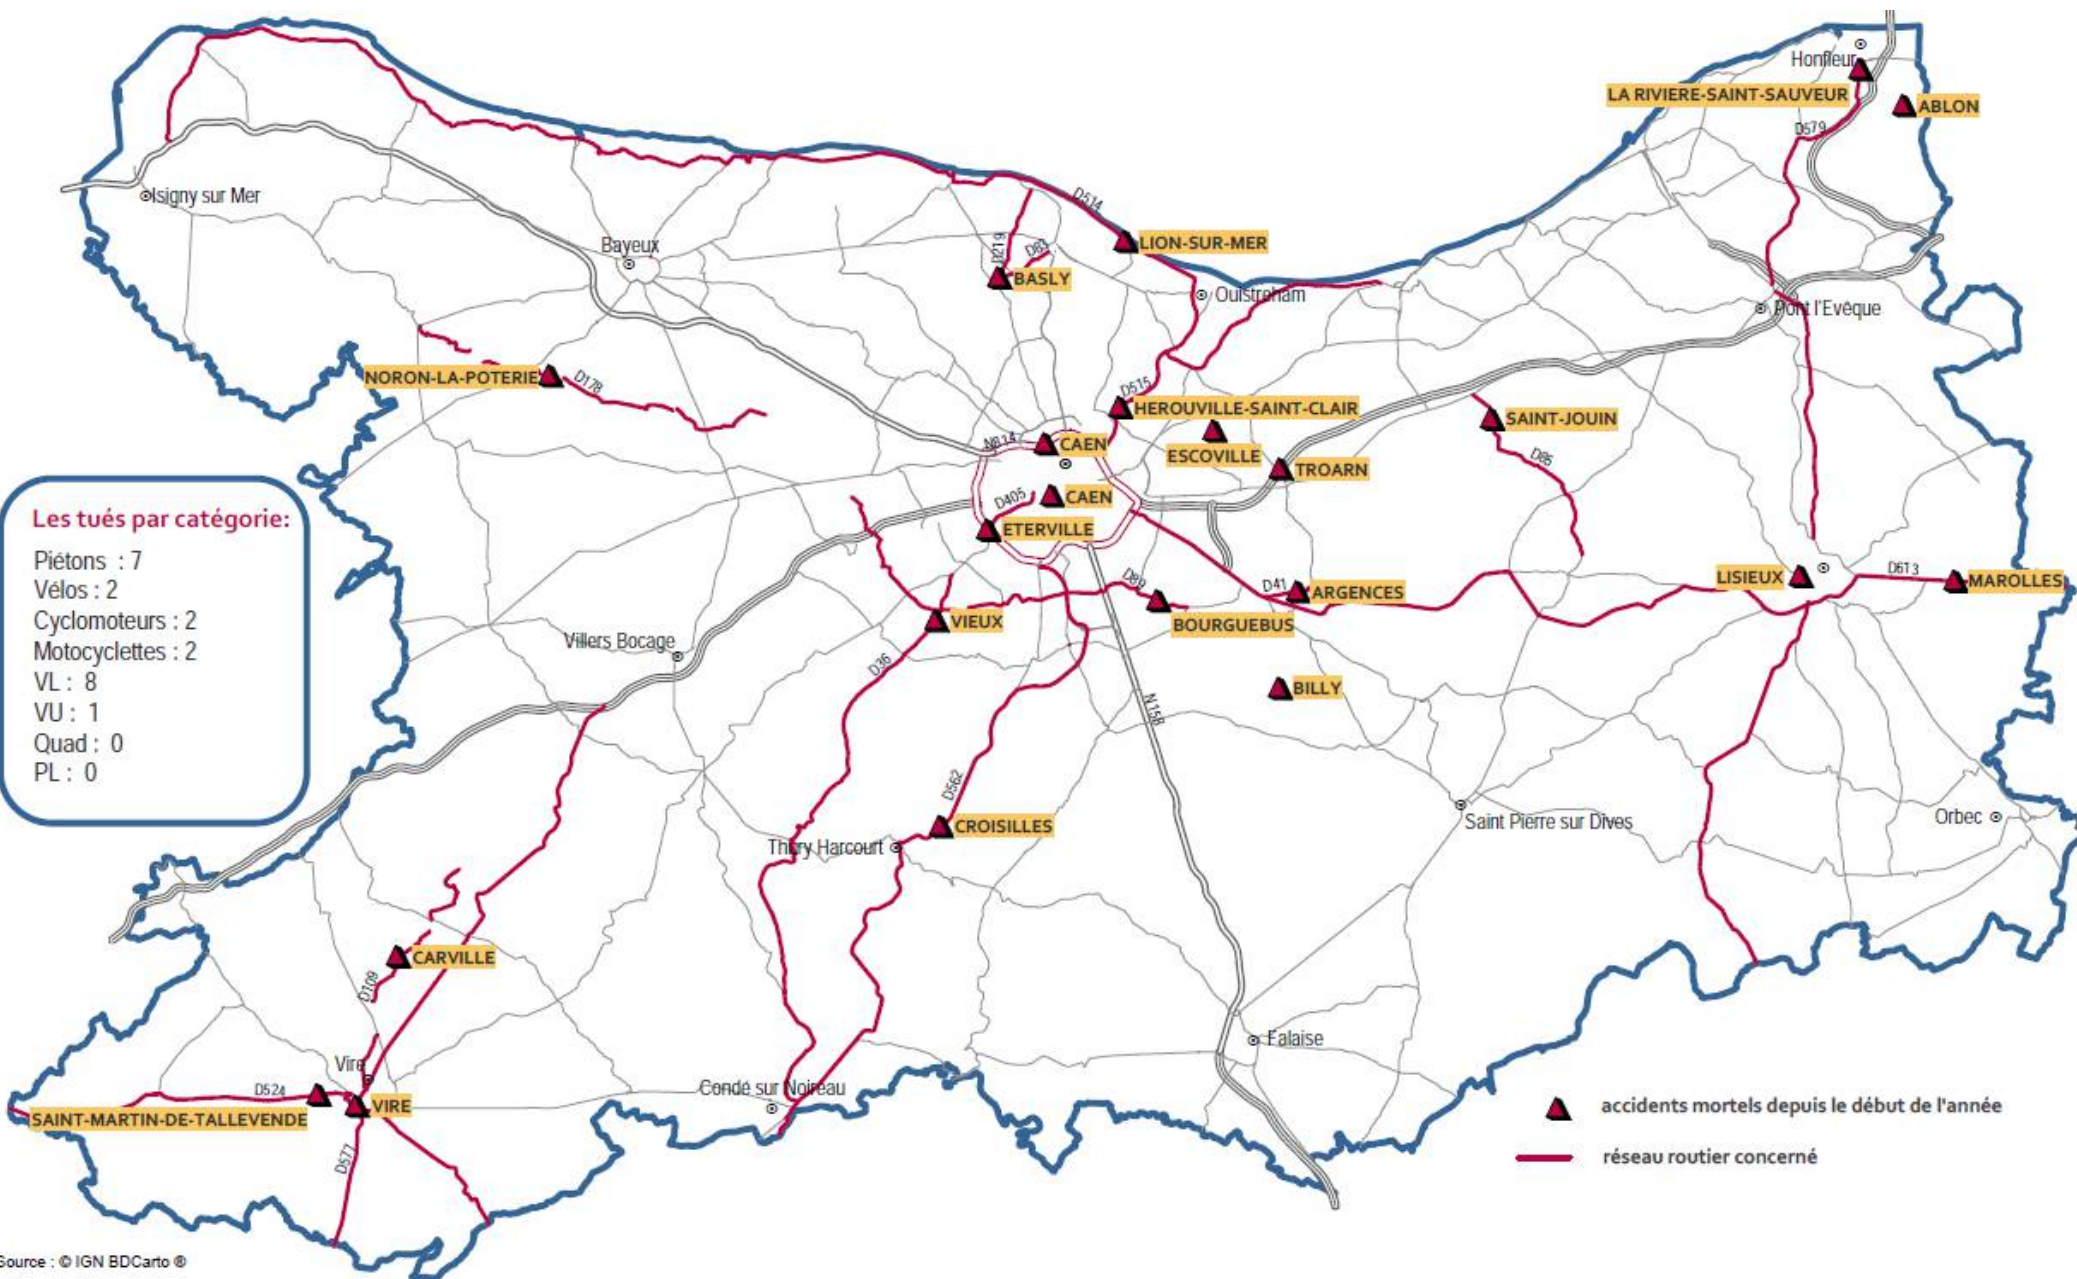 Honfleur
LA RIVIERE-SAINT-SAUVEUR
ABLON
D579
Isigny sur Mer
D514
Bayeux
D219
D83
LION-SUR-MER
BASLY
Ouistreham
Pont l'Evêque
NORON-LA-POTERIE
D178
D515
HEROUVILLE-SAINT-CLAIR
SAINT-JOUIN
N814
CAEN
ESCOVILLE
D85
TROARN
D405
CAEN
ETERVILLE
Les tués par catégorie:
Piétons : 7
Vélos : 2
Cyclomoteurs : 2
Motocyclettes : 2
VL : 8
VU : 1
Quad : 0
PL : 0
D89
D41
ARGENCES
LISIEUX
D613
MAROLLES
VIEUX
BOURGUEBUS
Villers Bocage
D36
BILLY
N158
D562
CROISILLES
Thury Harcourt
Saint Pierre sur Dives
Orbec
CARVILLE
D109
Falaise
Vire
D524
Condé sur Noireau
VIRE
SAINT-MARTIN-DE-TALLEVENDE
D577
accidents mortels depuis le début de l'année
réseau routier concerné
Source : © IGN BDCarto ®